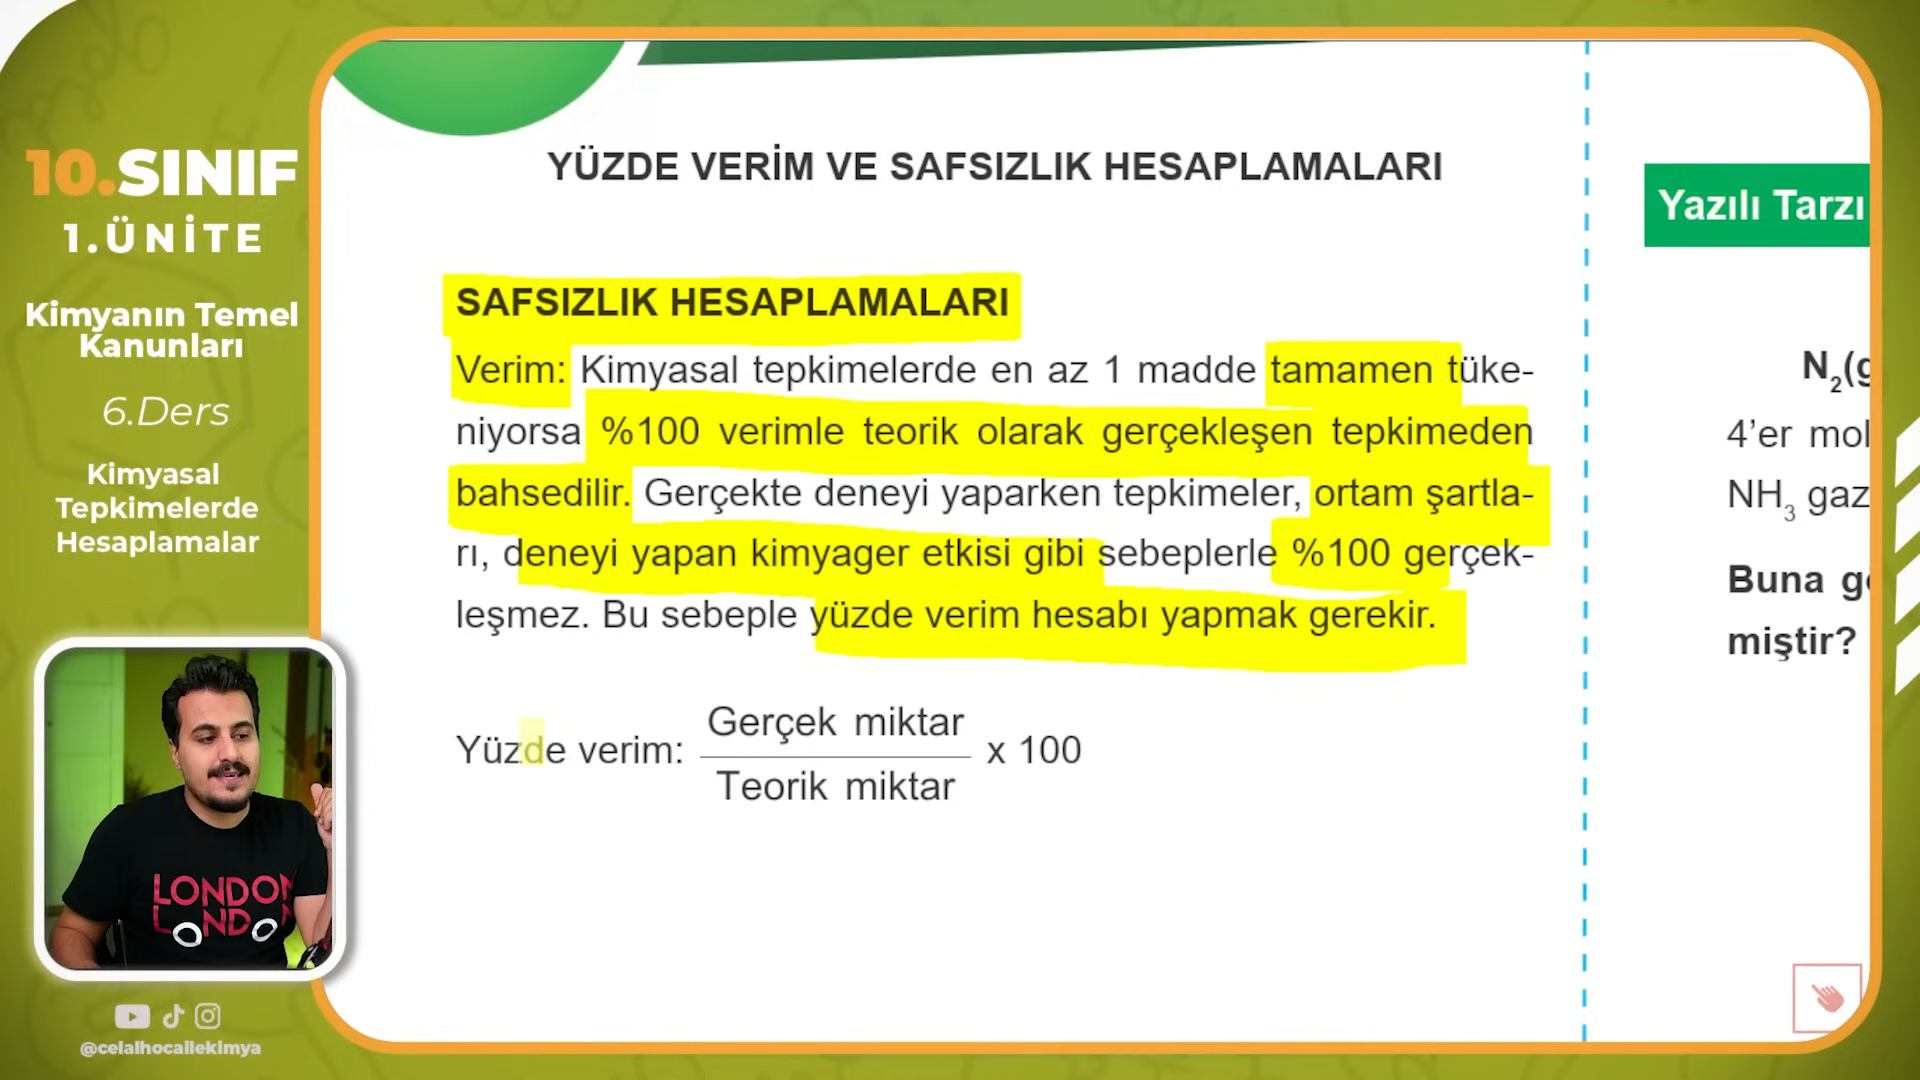 10.SINIF
1.ÜNİTE
Kimyanın Temel
Kanunları
6.Ders
Kimyasal
Tepkimelerde
Hesaplamalar
@celalhocailekimya
YÜZDE VERİM VE SAFSIZLIK HESAPLAMALARI
SAFSIZLIK HESAPLAMALARI
Verim: Kimyasal tepkimelerde en az 1 madde tamamen tüke-
niyorsa %100 verimle teorik olarak gerçekleşen tepkimeden
bahsedilir. Gerçekte deneyi yaparken tepkimeler, ortam şartla-
rı, deneyi yapan kimyager etkisi gibi sebeplerle %100 gerçek-
leşmez. Bu sebeple yüzde verim hesabı yapmak gerekir.
Yüzde verim: Gerçek miktar / Teorik miktar x 100
Yazılı Tarzı
N₂(g
4’er mol
NH₃ gaz
Buna g
miştir?
LONDON
LONDON